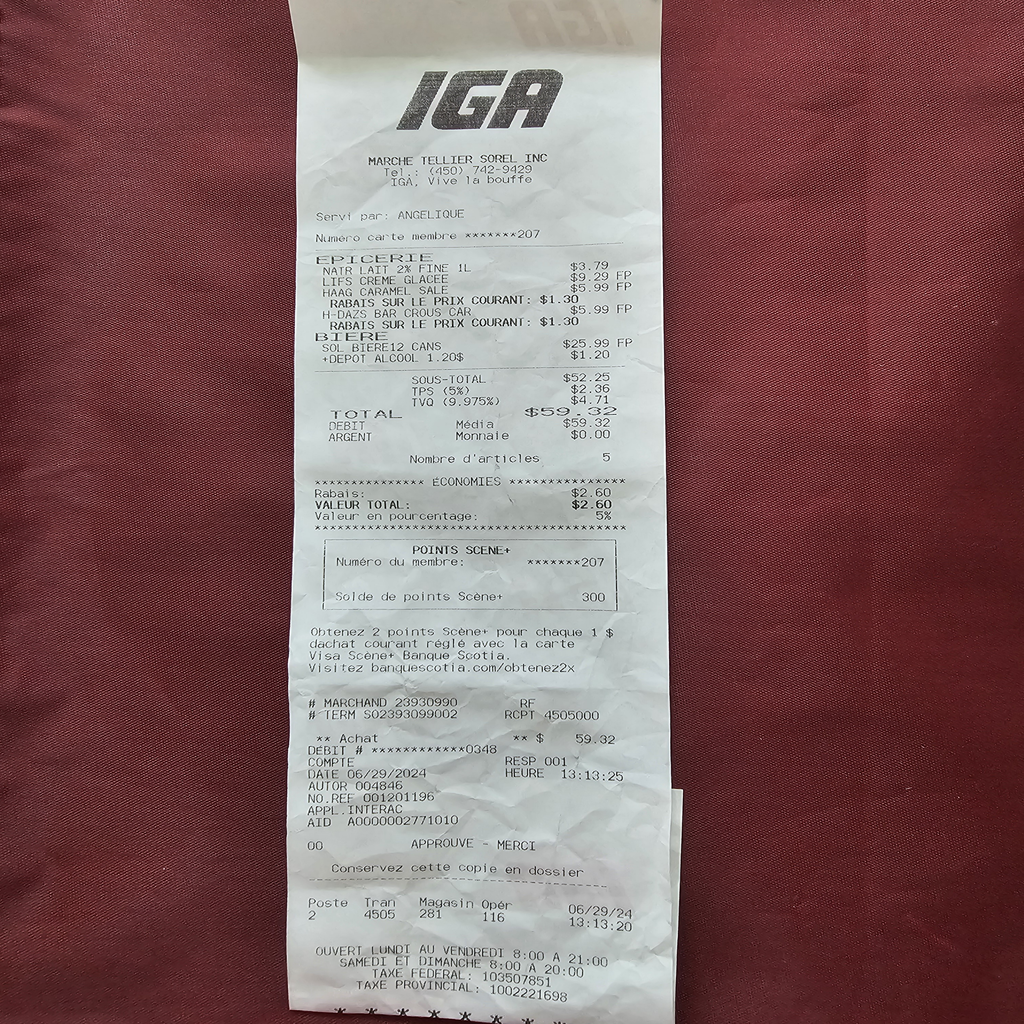 IGA
MARCHE TELLIER SOREL INC
Tel.: (450) 742-9429
IGA, Vive la bouffe
Servi par: ANGELIQUE
Numéro carte membre *******207
EPICERIE
NATR LAIT 2% FINE 1L $3.79
LIFS CREME GLACEE $9.29 FP
HAAG CARAMEL SALE $5.99 FP
RABAIS SUR LE PRIX COURANT: $1.30
H-DAZS BAR CROUS CAR $5.99 FP
RABAIS SUR LE PRIX COURANT: $1.30
BIERE
SOL BIERE12 CANS $25.99 FP
+DEPOT ALCOOL 1.20$ $1.20
SOUS-TOTAL $52.25
TPS (5%) $2.36
TVQ (9.975%) $4.71
TOTAL $59.32
DEBIT Média $59.32
ARGENT Monnaie $0.00
Nombre d'articles 5
*************** ÉCONOMIES ***************
Rabais: $2.60
VALEUR TOTAL: $2.60
Valeur en pourcentage: 5%
******************************************
POINTS SCENE+
Numéro du membre: *******207
Solde de points Scène+ 300
Obtenez 2 points Scène+ pour chaque 1 $
dachat courant réglé avec la carte
Visa Scène+ Banque Scotia.
Visitez banquescotia.com/obtenez2x
# MARCHAND 23930990 RF
# TERM S02393099002 RCPT 4505000
** Achat ** $ 59.32
DEBIT # ************0348
COMPTE RESP 001
DATE 06/29/2024 HEURE 13:13:25
AUTOR 004846
NO.REF 001201196
APPL.INTERAC
AID A0000002771010
00 APPROUVE - MERCI
Conservez cette copie en dossier
Poste Tran Magasin Opér 06/29/24
2 4505 281 116 13:13:20
OUVERT LUNDI AU VENDREDI 8:00 A 21:00
SAMEDI ET DIMANCHE 8:00 A 20:00
TAXE FEDERAL: 103507851
TAXE PROVINCIAL: 1002221698
* * * * * * * *